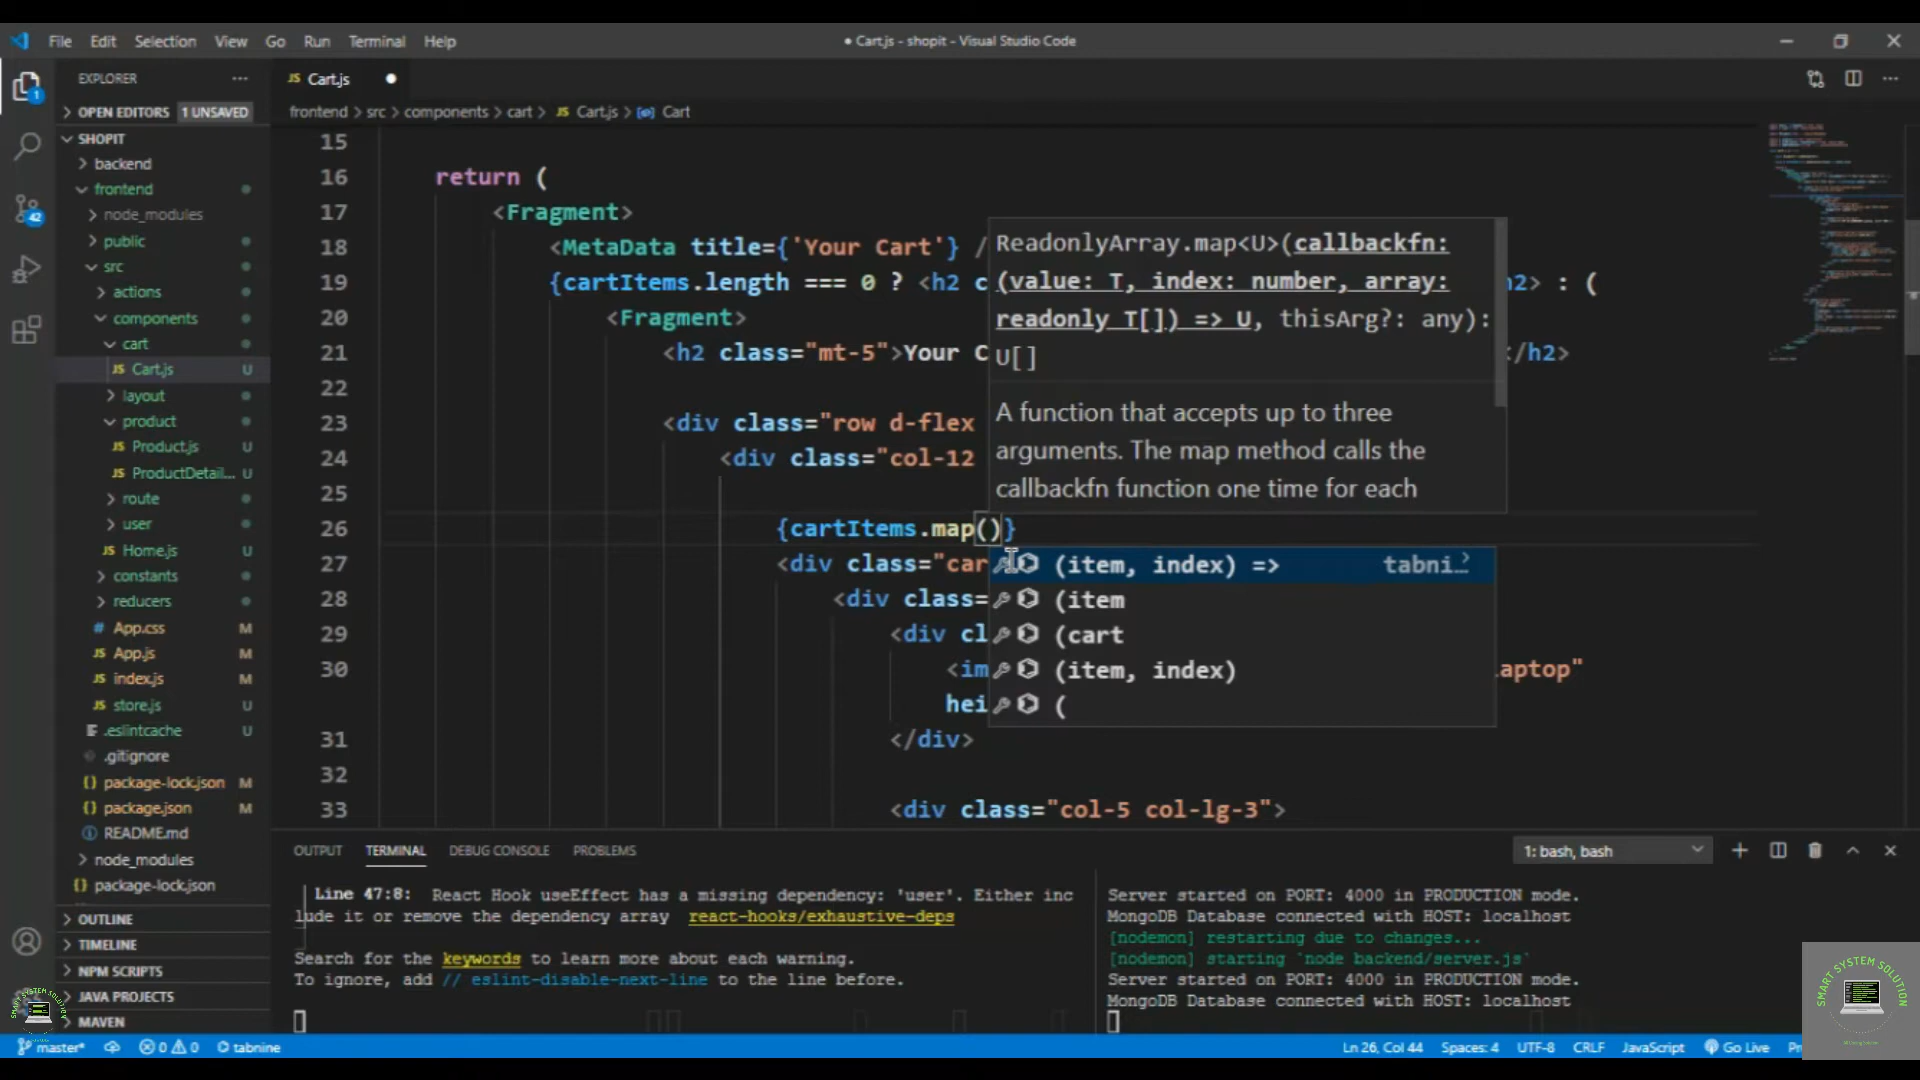 File Edit Selection View Go Run Terminal Help
● Cart.js - shopit - Visual Studio Code
EXPLORER
OPEN EDITORS 1 UNSAVED
SHOPIT
backend
frontend
node_modules
public
src
actions
components
cart
JS Cart.js U
layout
product
JS Product.js U
JS ProductDetail... U
route
user
JS Home.js U
constants
reducers
# App.css M
JS App.js M
JS index.js M
JS store.js U
.eslintcache U
.gitignore
{} package-lock.json M
{} package.json M
README.md
node_modules
{} package-lock.json
OUTLINE
TIMELINE
NPM SCRIPTS
JAVA PROJECTS
MAVEN
1
42
JS Cart.js ●
frontend > src > components > cart > JS Cart.js > Cart
15
16 return (
17 <Fragment>
18 <MetaData title={'Your Cart'} /
19 {cartItems.length === 0 ? <h2 c h2> : (
20 <Fragment>
21 <h2 class="mt-5">Your C </h2>
22
23 <div class="row d-flex
24 <div class="col-12
25
26 {cartItems.map()}
27 <div class="car
28 <div class=
29 <div cl
30 <im laptop"
hei
31 </div>
32
33 <div class="col-5 col-lg-3">
ReadonlyArray.map<U>(callbackfn:
(value: T, index: number, array:
readonly T[]) => U, thisArg?: any):
U[]
A function that accepts up to three
arguments. The map method calls the
callbackfn function one time for each
(item, index) => tabni...
(item
(cart
(item, index)
(
OUTPUT TERMINAL DEBUG CONSOLE PROBLEMS
1: bash, bash
Line 47:8: React Hook useEffect has a missing dependency: 'user'. Either inc
lude it or remove the dependency array react-hooks/exhaustive-deps
Search for the keywords to learn more about each warning.
To ignore, add // eslint-disable-next-line to the line before.
Server started on PORT: 4000 in PRODUCTION mode.
MongoDB Database connected with HOST: localhost
[nodemon] restarting due to changes...
[nodemon] starting `node backend/server.js`
Server started on PORT: 4000 in PRODUCTION mode.
MongoDB Database connected with HOST: localhost
master* 0 0 tabnine
Ln 26, Col 44 Spaces: 4 UTF-8 CRLF JavaScript Go Live
SMART SYSTEM SOLUTION
SMART SYSTEM SOLUTION